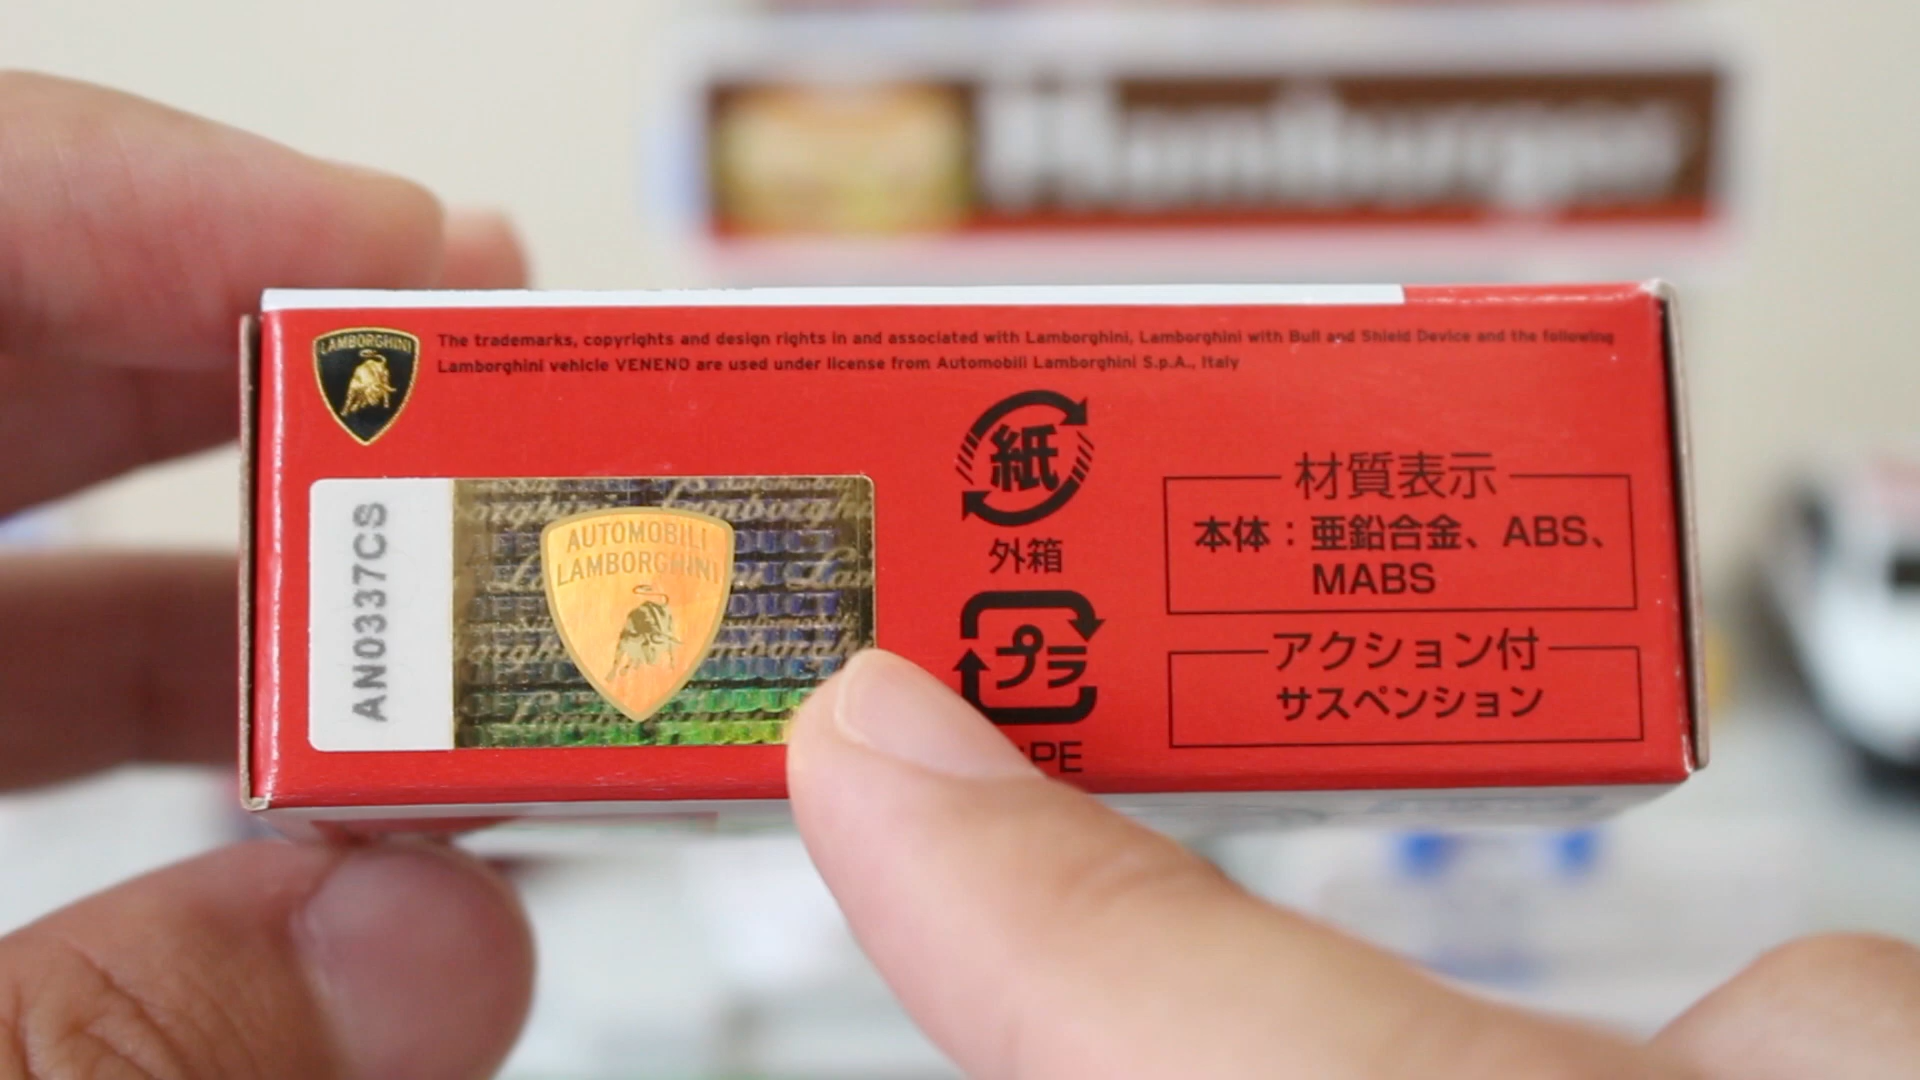 Hamburger
LAMBORGHINI
The trademarks, copyrights and design rights in and associated with Lamborghini, Lamborghini with Bull and Shield Device and the following
Lamborghini vehicle VENENO are used under license from Automobili Lamborghini S.p.A., Italy
AN0337CS
AUTOMOBILI
LAMBORGHINI
紙
外箱
プラ
PE
材質表示
本体：亜鉛合金、ABS、
MABS
アクション付
サスペンション